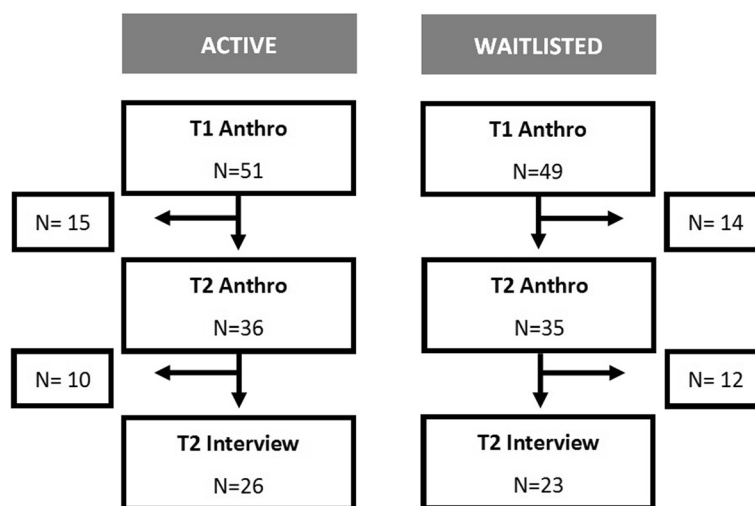 ACTIVE
WAITLISTED
T1 Anthro
N=51
T1 Anthro
N=49
N= 15
N= 14
T2 Anthro
N=36
T2 Anthro
N=35
N= 10
N= 12
T2 Interview
N=26
T2 Interview
N=23